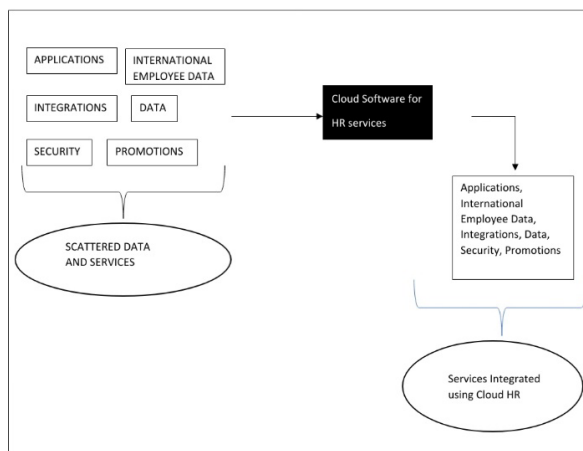 APPLICATIONS
INTERNATIONAL
EMPLOYEE DATA
INTEGRATIONS
DATA
SECURITY
PROMOTIONS
SCATTERED DATA
AND SERVICES
Cloud Software for
HR services
Applications,
International
Employee Data,
Integrations, Data,
Security, Promotions
Services Integrated
using Cloud HR